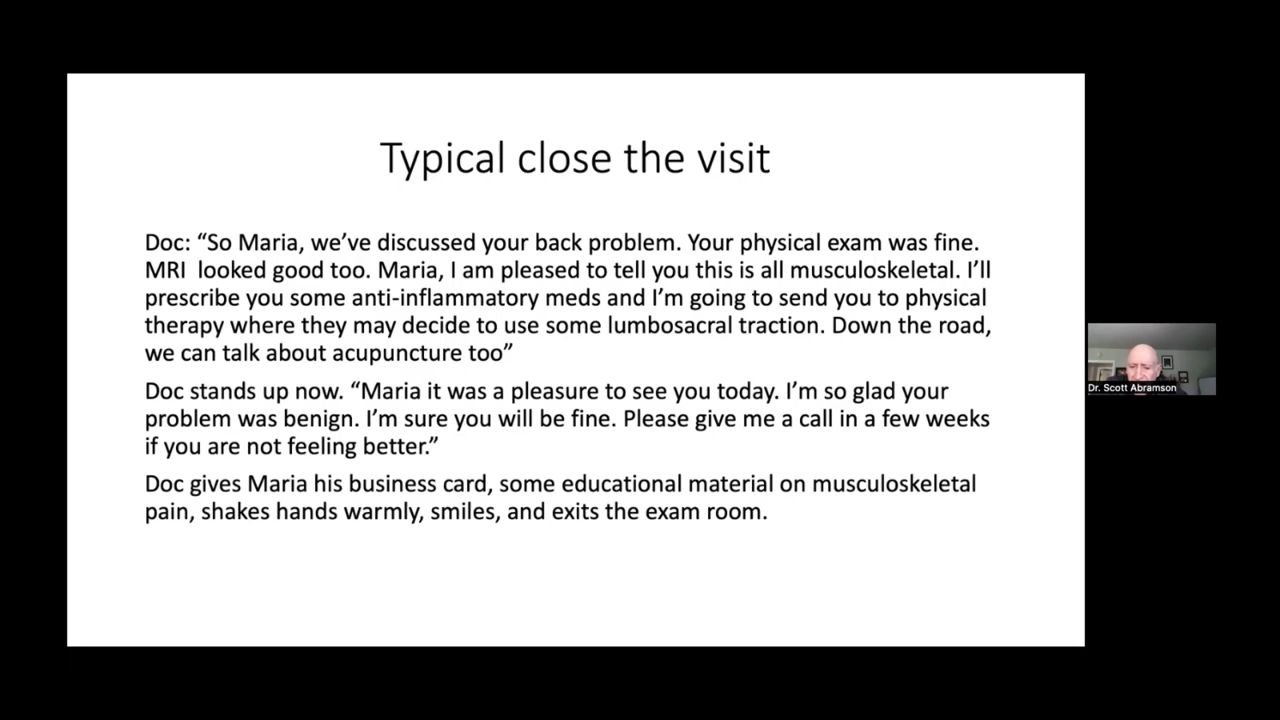 Typical close the visit
Doc: “So Maria, we’ve discussed your back problem. Your physical exam was fine.
MRI  looked good too. Maria, I am pleased to tell you this is all musculoskeletal. I’ll
prescribe you some anti-inflammatory meds and I’m going to send you to physical
therapy where they may decide to use some lumbosacral traction. Down the road,
we can talk about acupuncture too”
Doc stands up now. “Maria it was a pleasure to see you today. I’m so glad your
problem was benign. I’m sure you will be fine. Please give me a call in a few weeks
if you are not feeling better.”
Doc gives Maria his business card, some educational material on musculoskeletal
pain, shakes hands warmly, smiles, and exits the exam room.
Dr. Scott Abramson